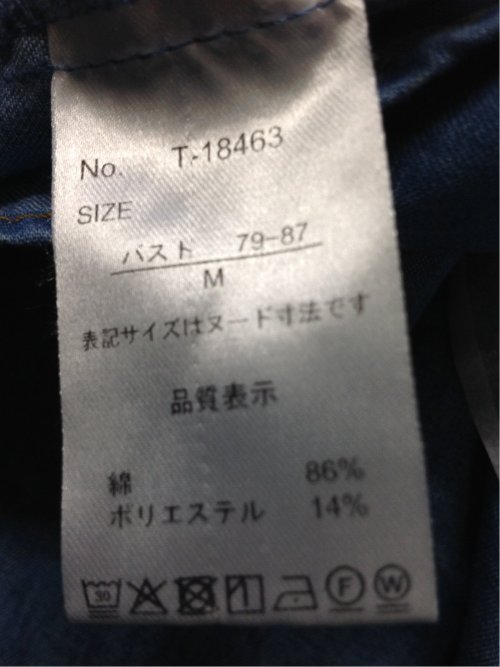 No. T-18463
SIZE
バスト 79-87
M
表記サイズはヌード寸法です
品質表示
綿 86%
ポリエステル 14%
30 F W